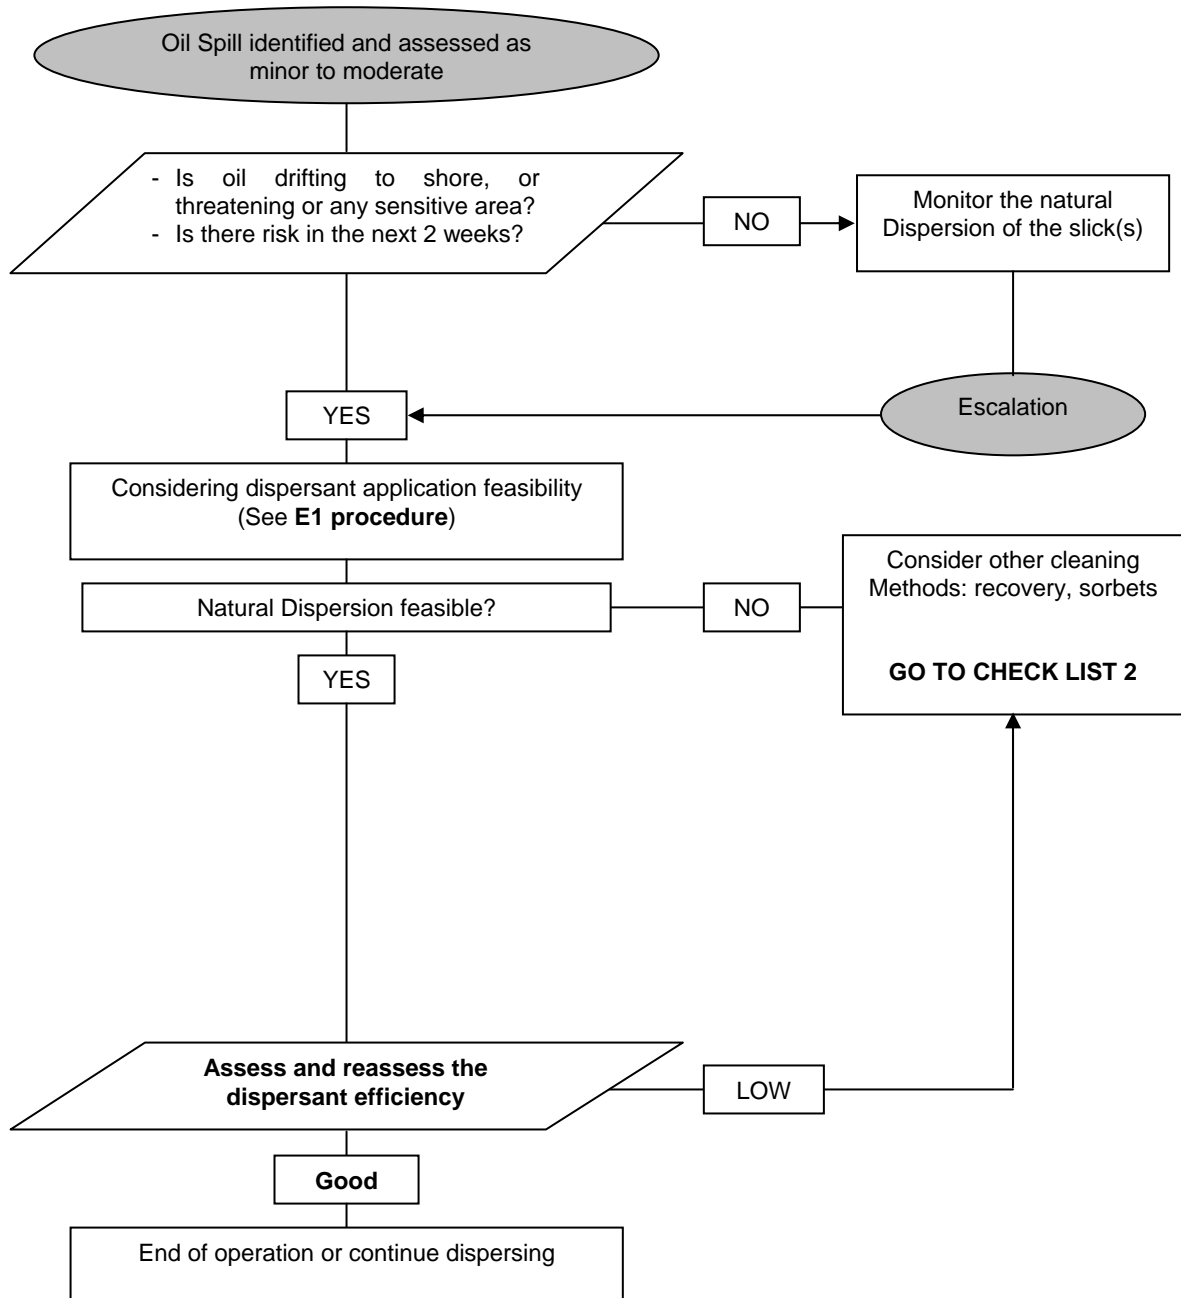 Oil Spill identified and assessed as
minor to moderate
- Is oil drifting to shore, or
threatening or any sensitive area?
- Is there risk in the next 2 weeks?
NO
Monitor the natural
Dispersion of the slick(s)
YES
Escalation
Considering dispersant application feasibility
(See E1 procedure)
Natural Dispersion feasible?
NO
Consider other cleaning
Methods: recovery, sorbets
GO TO CHECK LIST 2
YES
Assess and reassess the
dispersant efficiency
LOW
Good
End of operation or continue dispersing